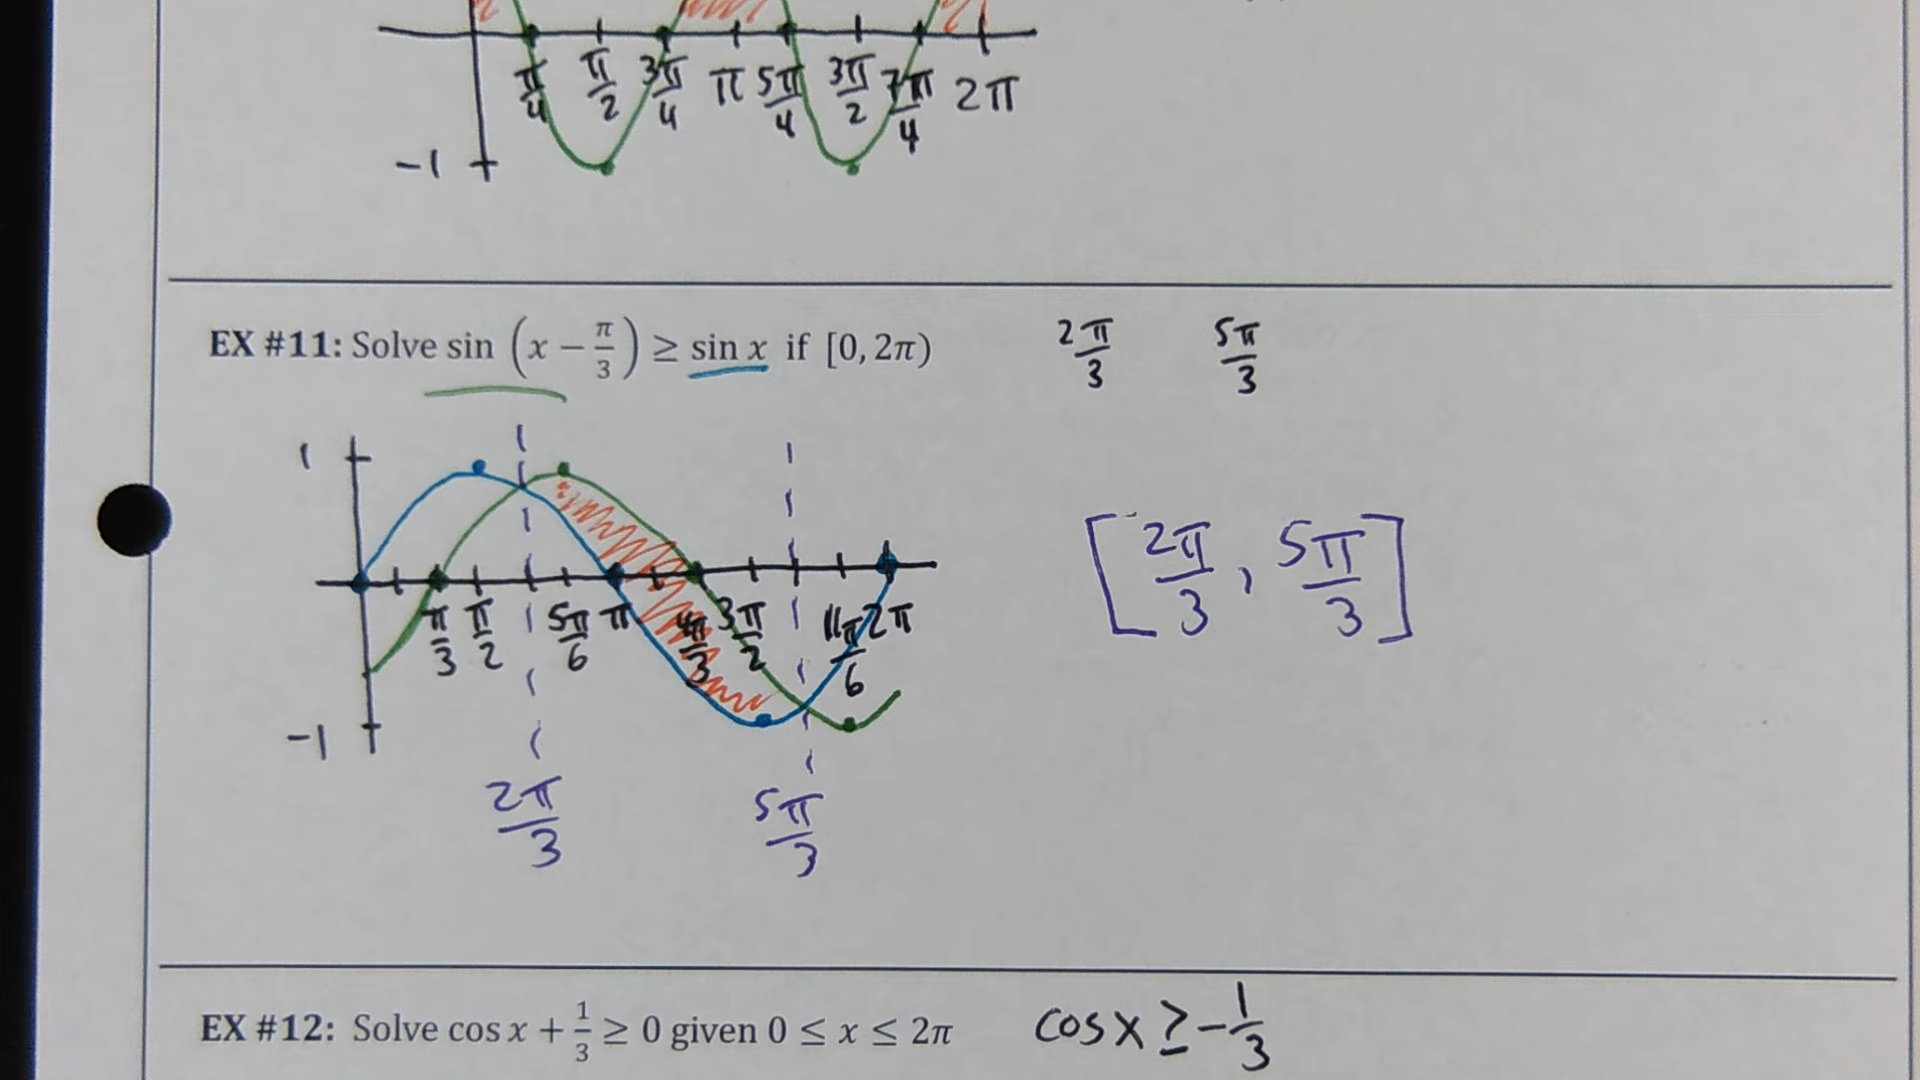 π/4 π/2 3π/4 π 5π/4 3π/2 7π/4 2π
-1
EX #11: Solve sin (x − π/3) ≥ sin x if [0, 2π) 2π/3 5π/3
1
[2π/3, 5π/3]
π/3 π/2 5π/6 π 4π/3 3π/2 11π/6 2π
-1
2π/3 5π/3
EX #12: Solve cos x + 1/3 ≥ 0 given 0 ≤ x ≤ 2π cos x ≥ -1/3